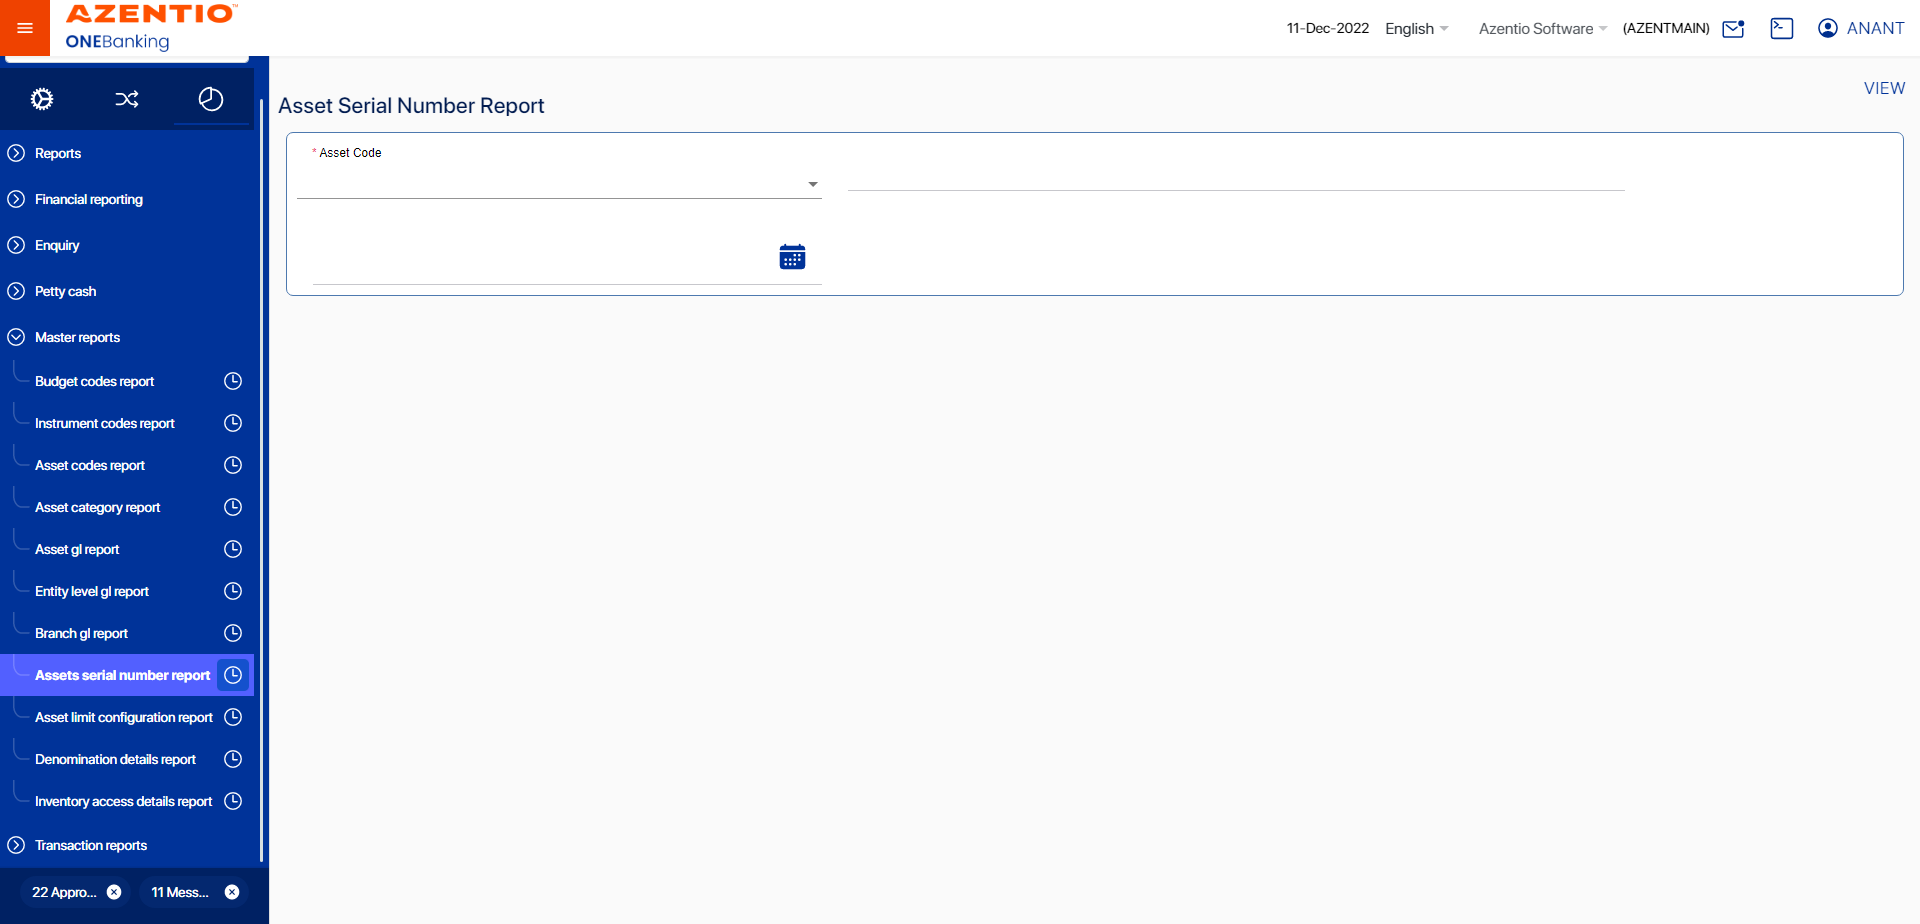 AZENTIO™
ONEBanking
11-Dec-2022 English Azentio Software (AZENTMAIN) ANANT
VIEW
Asset Serial Number Report
* Asset Code
Reports
Financial reporting
Enquiry
Petty cash
Master reports
Budget codes report
Instrument codes report
Asset codes report
Asset category report
Asset gl report
Entity level gl report
Branch gl report
Assets serial number report
Asset limit configuration report
Denomination details report
Inventory access details report
Transaction reports
22 Appro... 11 Mess...